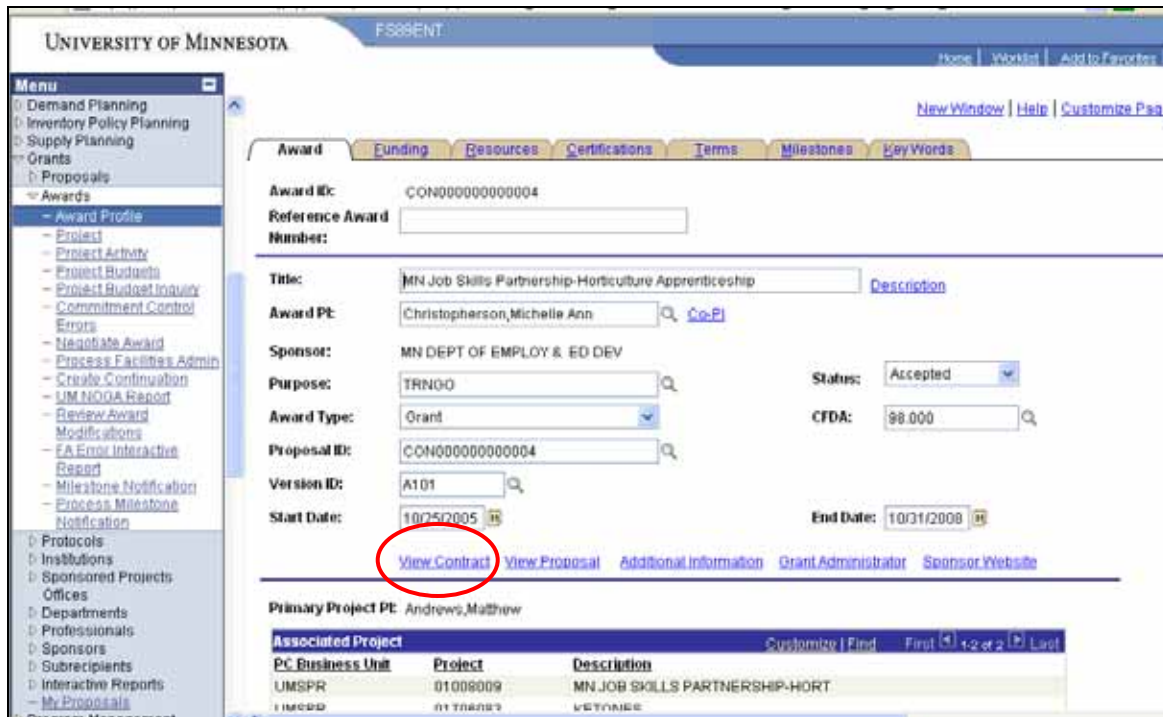 UNIVERSITY OF MINNESOTA
FS89ENT
Home | Worklist | Add to Favorites
Menu
Demand Planning
Inventory Policy Planning
Supply Planning
Grants
Proposals
Awards
– Award Profile
– Project
– Project Activity
– Project Budgets
– Project Budget Inquiry
– Commitment Control
Errors
– Negotiate Award
– Process Facilities Admin
– Create Continuation
– UM NOGA Report
– Review Award
Modifications
– FA Error Interactive
Report
– Milestone Notification
– Process Milestone
Notification
Protocols
Institutions
Sponsored Projects
Offices
Departments
Professionals
Sponsors
Subrecipients
Interactive Reports
– My Proposals
Program Management
New Window | Help | Customize Pag
Award Funding Resources Certifications Terms Milestones Key Words
Award ID: CON000000000004
Reference Award
Number:
Title: MN Job Skills Partnership-Horticulture Apprenticeship Description
Award PI: Christopherson,Michelle Ann Co-PI
Sponsor: MN DEPT OF EMPLOY & ED DEV
Purpose: TRNGO Status: Accepted
Award Type: Grant CFDA: 98.000
Proposal ID: CON000000000004
Version ID: A101
Start Date: 10/25/2005 End Date: 10/31/2008
View Contract View Proposal Additional Information Grant Administrator Sponsor Website
Primary Project PI: Andrews,Matthew
Associated Project Customize | Find First 1-2 of 2 Last
PC Business Unit Project Description
UMSPR 01008009 MN JOB SKILLS PARTNERSHIP-HORT
UMSPR KETONES